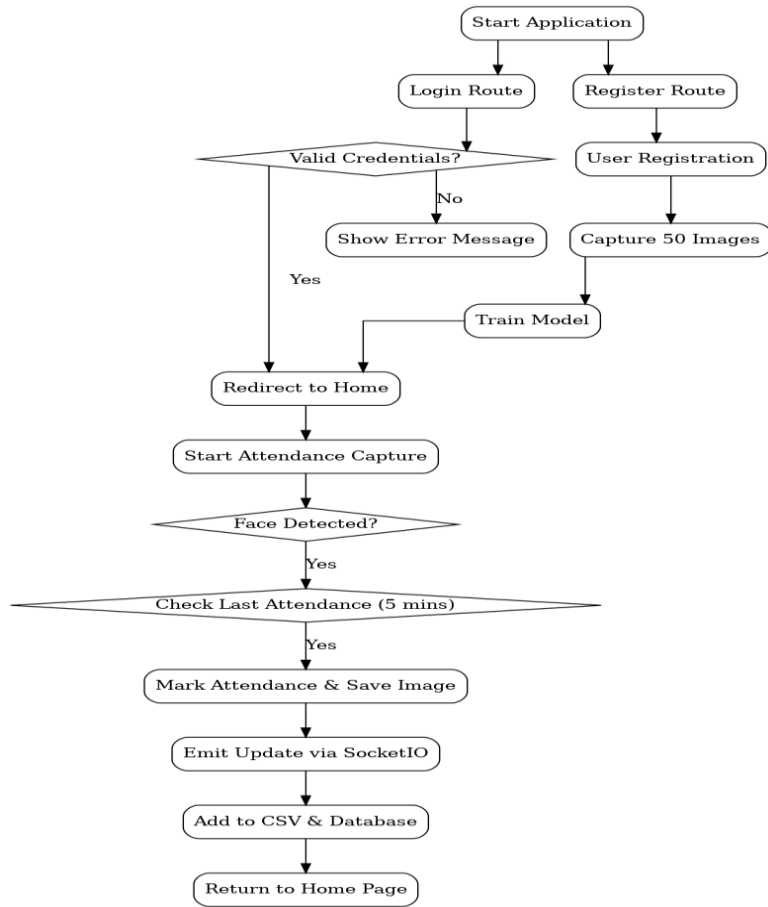 Start Application
Login Route
Register Route
Valid Credentials?
User Registration
No
Show Error Message
Capture 50 Images
Yes
Train Model
Redirect to Home
Start Attendance Capture
Face Detected?
Yes
Check Last Attendance (5 mins)
Yes
Mark Attendance & Save Image
Emit Update via SocketIO
Add to CSV & Database
Return to Home Page